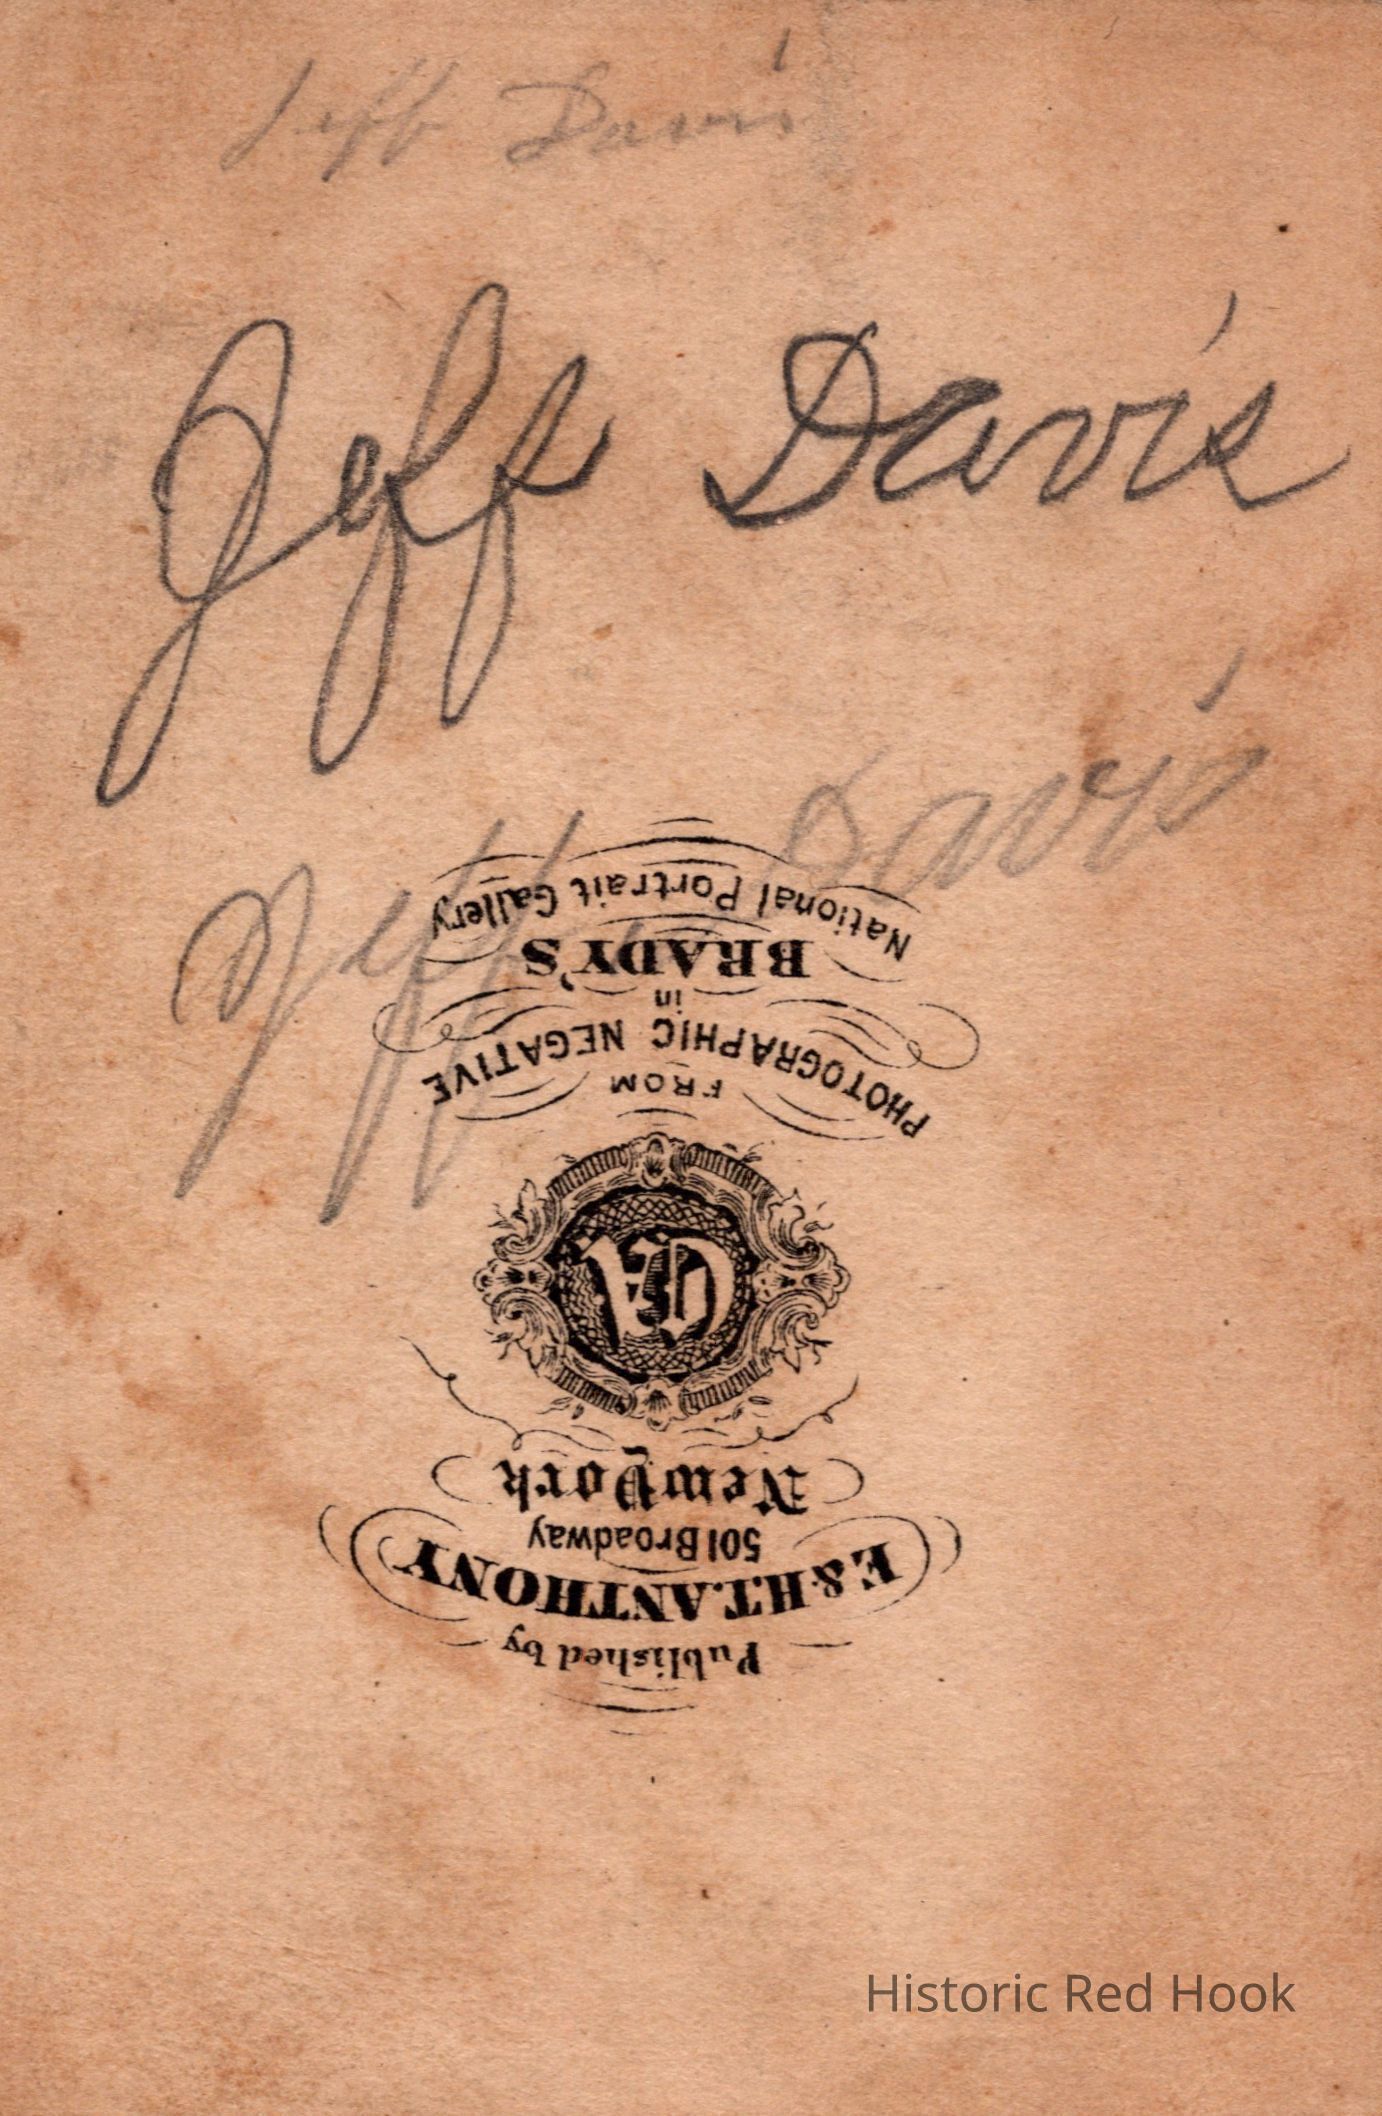 Jeff Davis
Jeff Davis
Jeff Davis
Published by
E. & H.T. ANTHONY
501 Broadway
New York
A
FROM
PHOTOGRAPHIC NEGATIVE
in
BRADY'S
National Portrait Gallery
Historic Red Hook